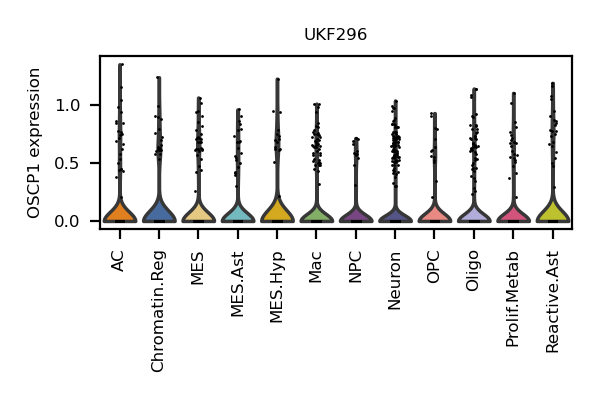 UKF296
OSCP1 expression
1.0
0.5
0.0
AC
Chromatin.Reg
MES
MES.Ast
MES.Hyp
Mac
NPC
Neuron
OPC
Oligo
Prolif.Metab
Reactive.Ast